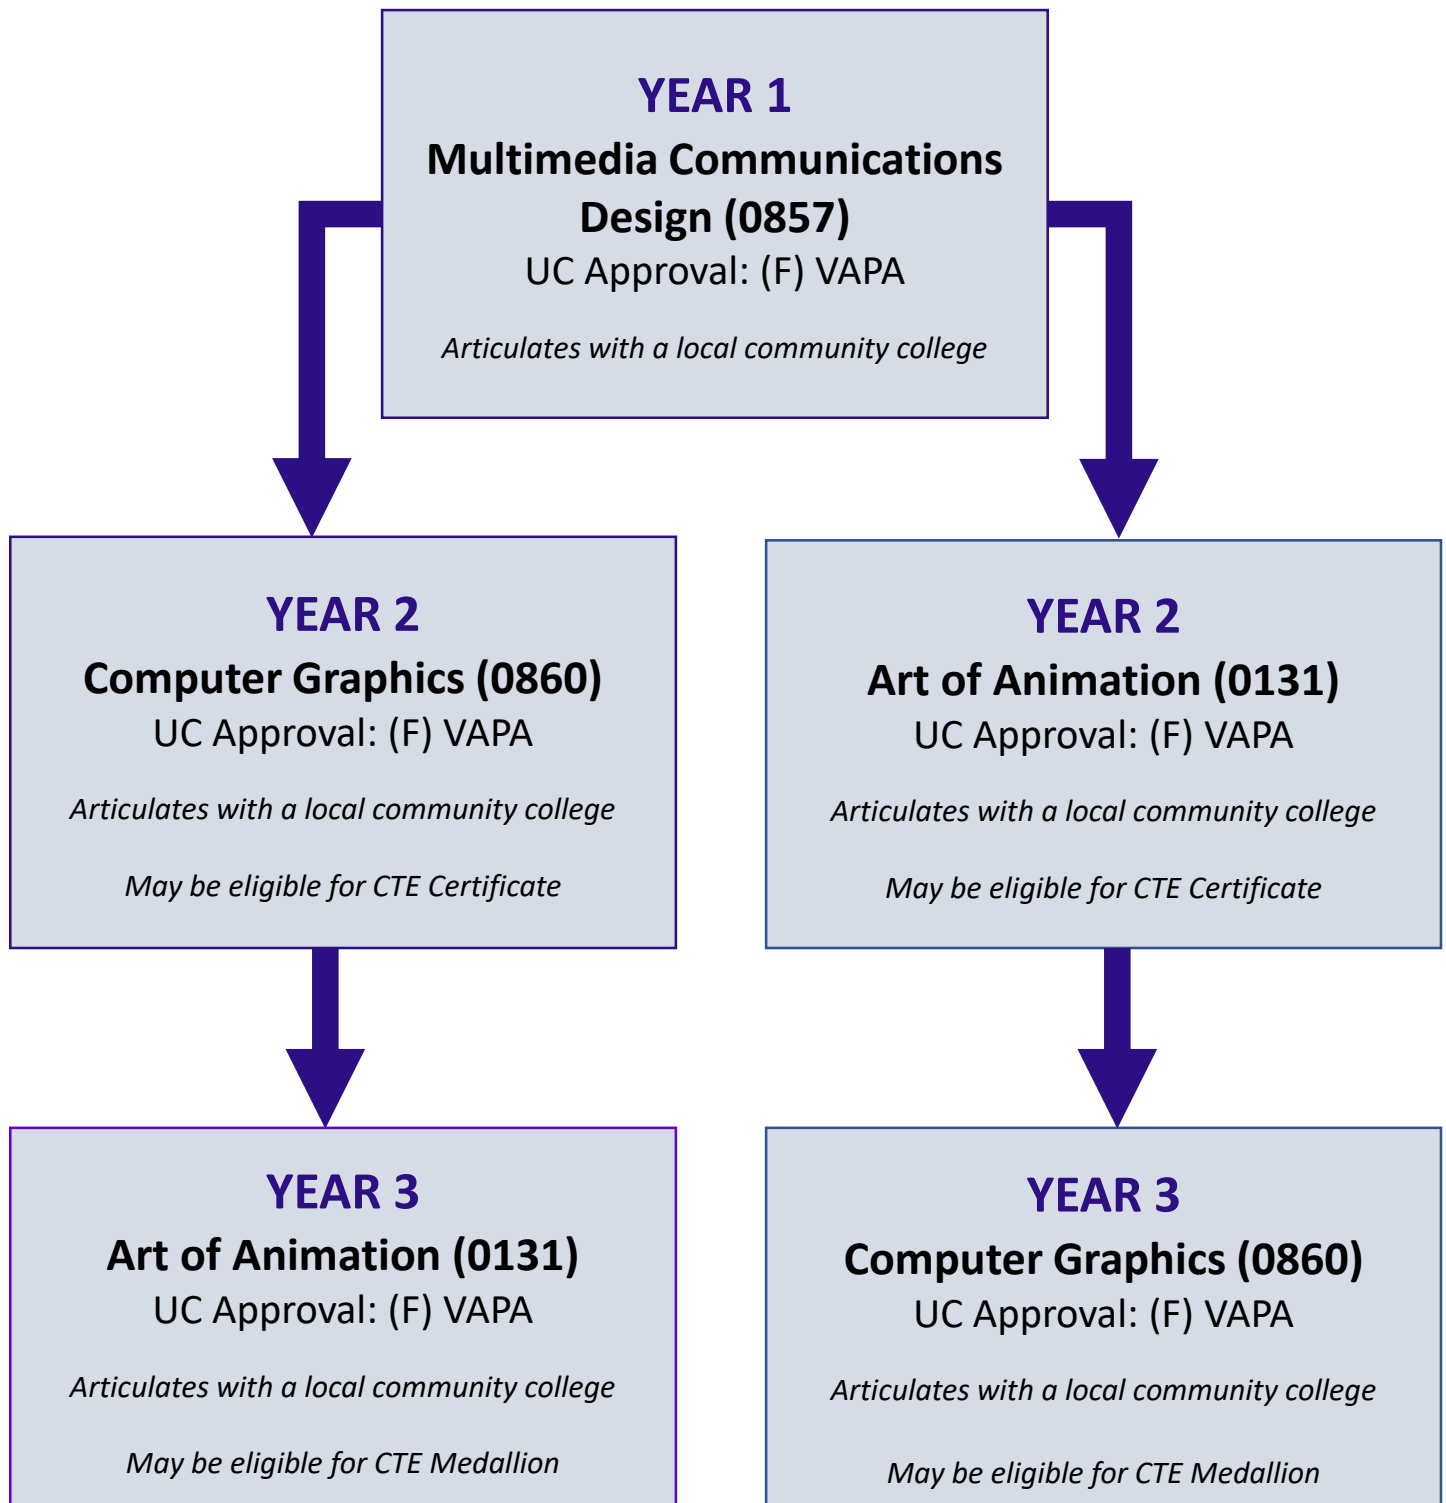 YEAR 1
Multimedia Communications
Design (0857)
UC Approval: (F) VAPA
Articulates with a local community college
YEAR 2
Computer Graphics (0860)
UC Approval: (F) VAPA
Articulates with a local community college
May be eligible for CTE Certificate
YEAR 2
Art of Animation (0131)
UC Approval: (F) VAPA
Articulates with a local community college
May be eligible for CTE Certificate
YEAR 3
Art of Animation (0131)
UC Approval: (F) VAPA
Articulates with a local community college
May be eligible for CTE Medallion
YEAR 3
Computer Graphics (0860)
UC Approval: (F) VAPA
Articulates with a local community college
May be eligible for CTE Medallion